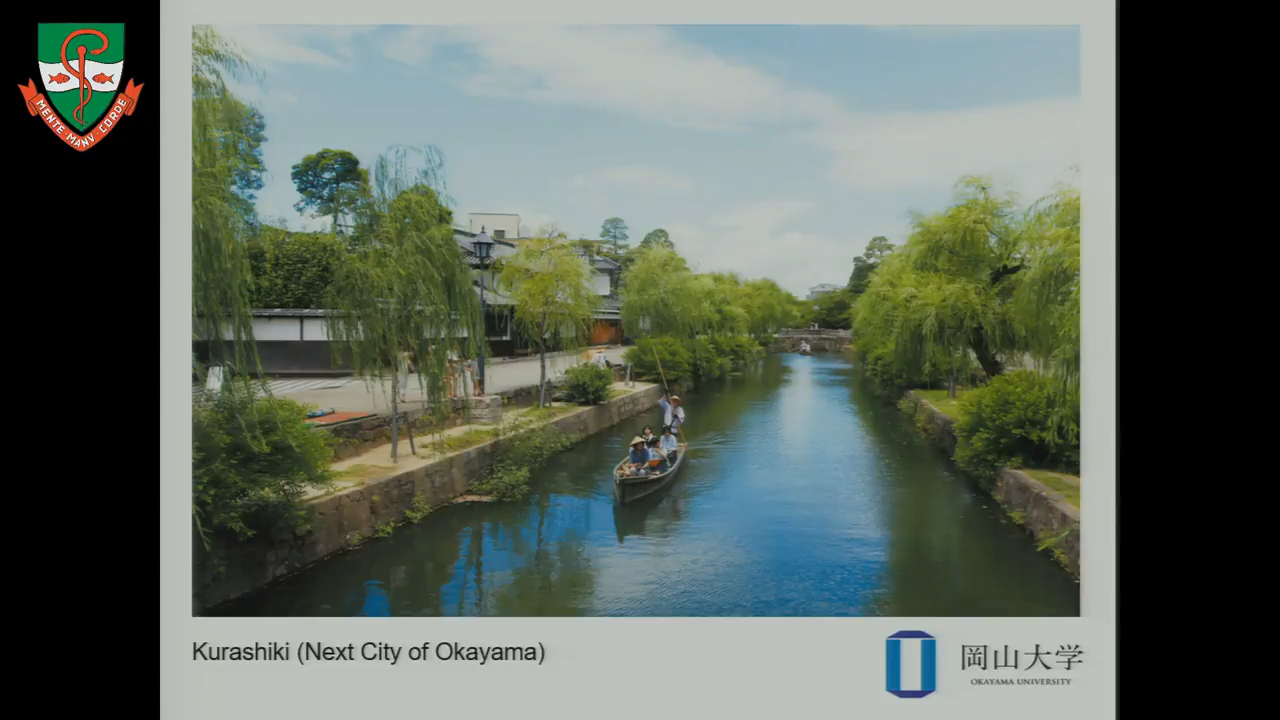 MENTE MANV CORDE
Kurashiki (Next City of Okayama)
岡山大学
OKAYAMA UNIVERSITY